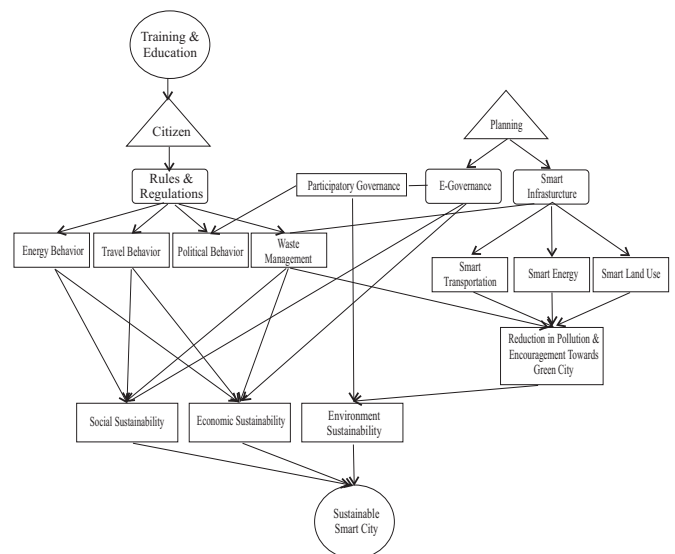 Training &
Education
Citizen
Planning
Rules &
Regulations
Participatory Governance
E-Governance
Smart
Infrasturcture
Energy Behavior
Travel Behavior
Political Behavior
Waste
Management
Smart
Transportation
Smart Energy
Smart Land Use
Reduction in Pollution &
Encouragement Towards
Green City
Social Sustainability
Economic Sustainability
Environment
Sustainability
Sustainable
Smart City